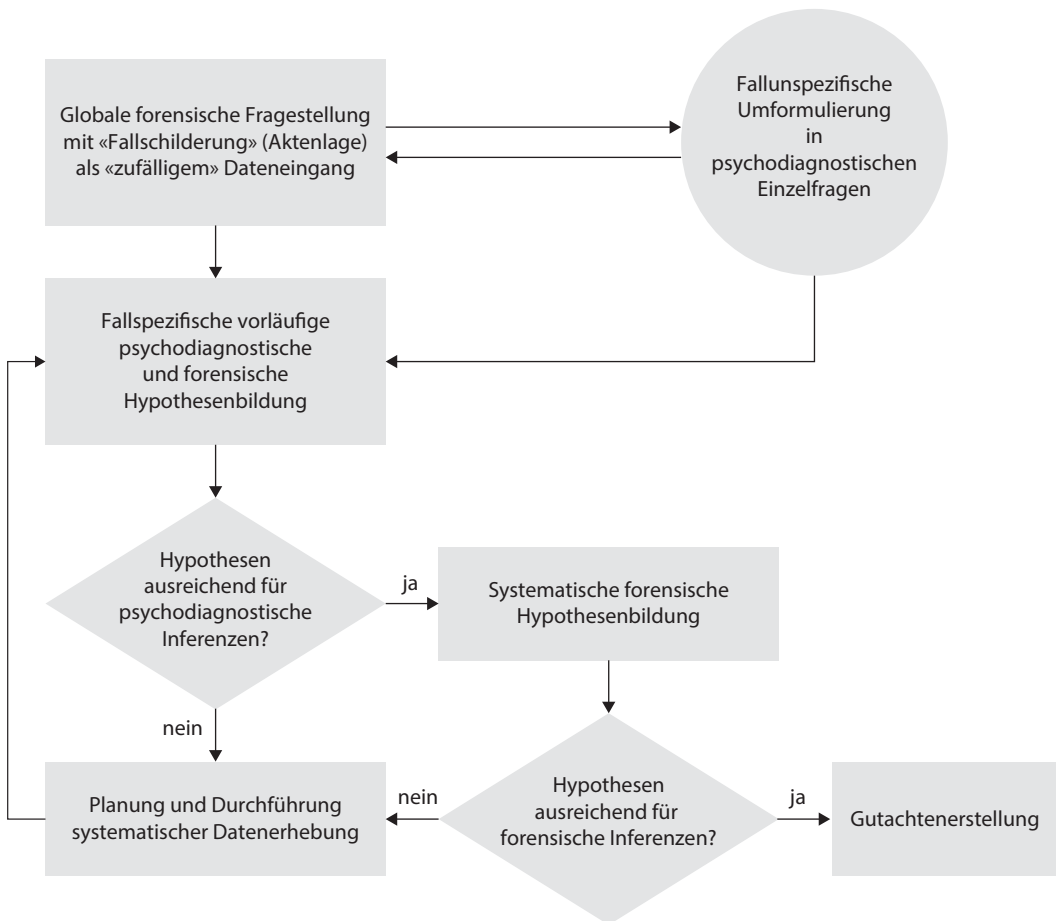 Globale forensische Fragestellung
mit «Fallschilderung» (Aktenlage)
als «zufälligem» Dateneingang
Fallunspezifische
Umformulierung
in
psychodiagnostischen
Einzelfragen
Fallspezifische vorläufige
psychodiagnostische
und forensische
Hypothesenbildung
Hypothesen
ausreichend für
psychodiagnostische
Inferenzen?
ja
Systematische forensische
Hypothesenbildung
nein
Planung und Durchführung
systematischer Datenerhebung
nein
Hypothesen
ausreichend für
forensische Inferenzen?
ja
Gutachtenerstellung